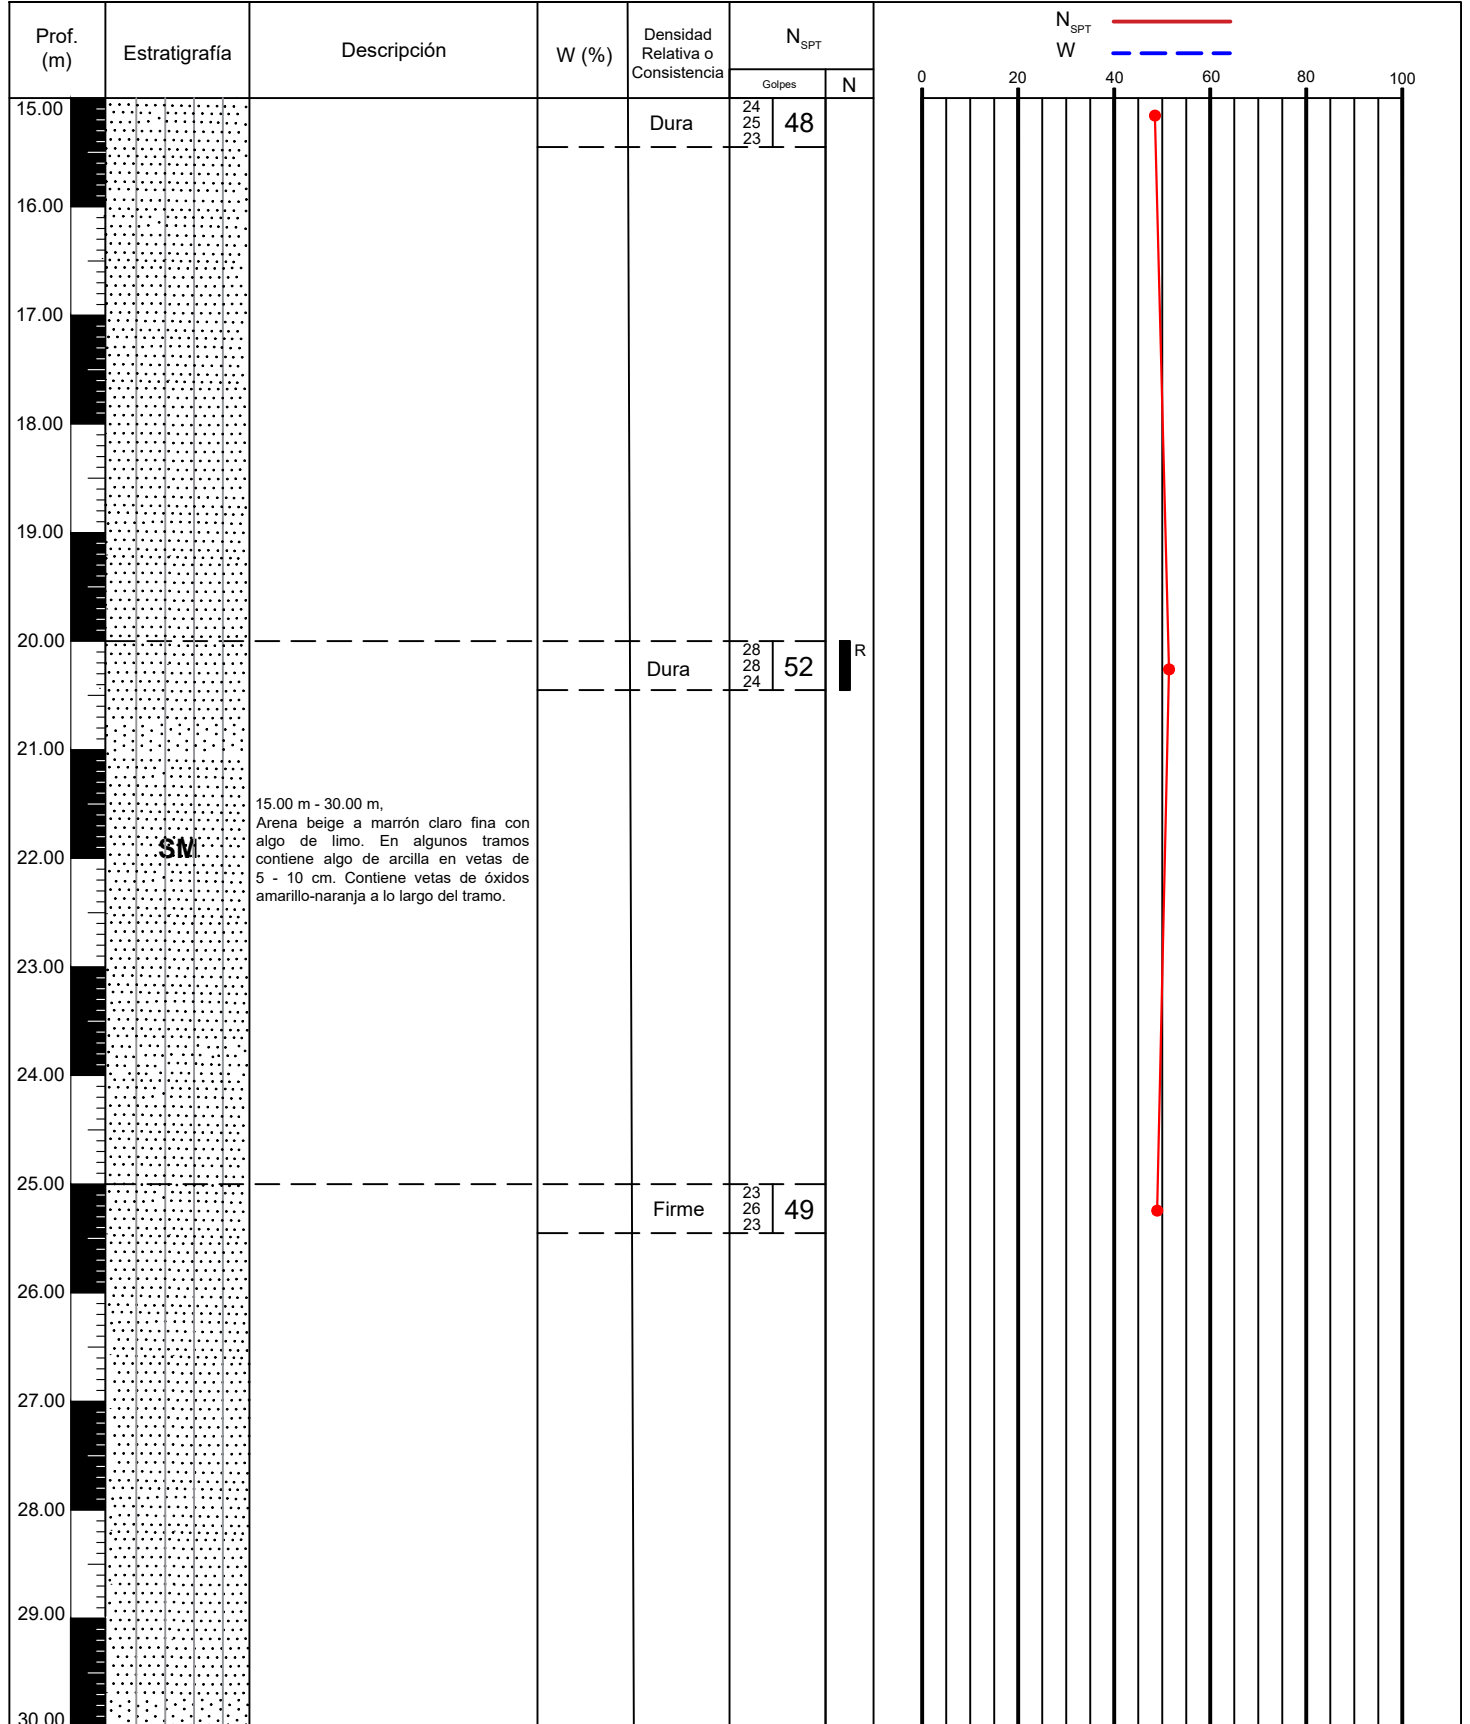 Prof.
(m)
Estratigrafía
Descripción
W (%)
Densidad
Relativa o
Consistencia
N SPT
Golpes
N
N SPT
W
0 20 40 60 80 100
15.00
Dura
24
25
23
48
16.00
17.00
18.00
19.00
20.00
Dura
28
28
24
52
R
21.00
15.00 m - 30.00 m,
Arena beige a marrón claro fina con
algo de limo. En algunos tramos
contiene algo de arcilla en vetas de
5 - 10 cm. Contiene vetas de óxidos
amarillo-naranja a lo largo del tramo.
SM
22.00
23.00
24.00
25.00
Firme
23
26
23
49
26.00
27.00
28.00
29.00
30.00